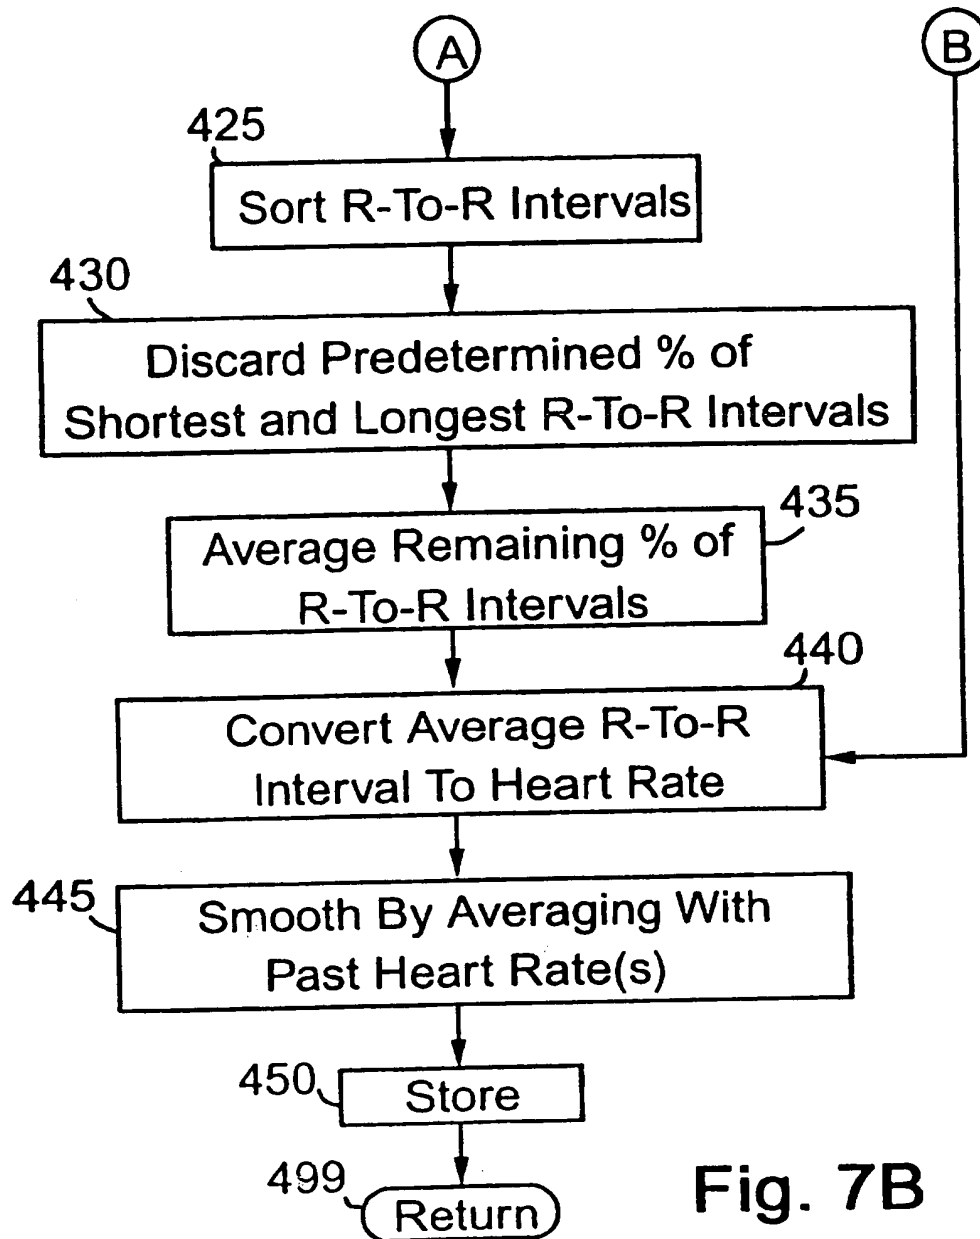 A
B
425
Sort R-To-R Intervals
430
Discard Predetermined % of
Shortest and Longest R-To-R Intervals
435
Average Remaining % of
R-To-R Intervals
440
Convert Average R-To-R
Interval To Heart Rate
445
Smooth By Averaging With
Past Heart Rate(s)
450
Store
499
Return
Fig. 7B